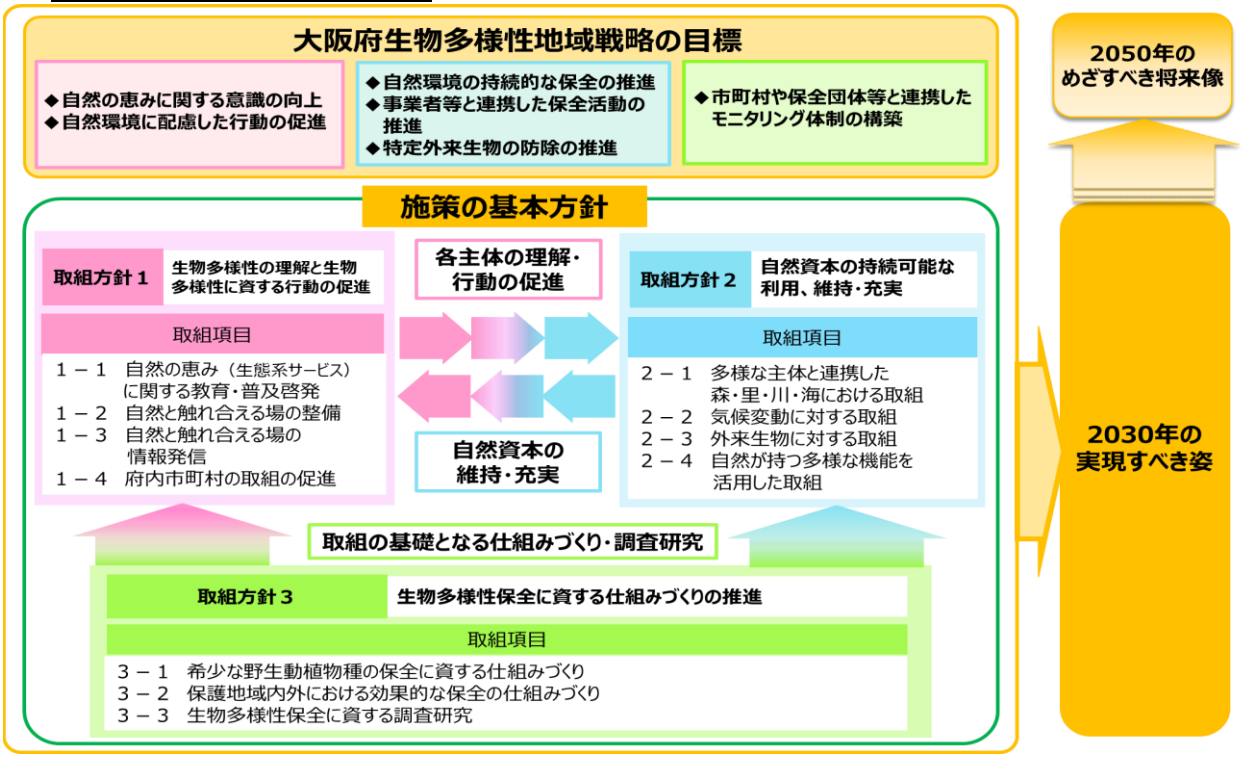 大阪府生物多様性地域戦略の目標
◆自然の恵みに関する意識の向上
◆自然環境に配慮した行動の促進
◆自然環境の持続的な保全の推進
◆事業者等と連携した保全活動の
推進
◆特定外来生物の防除の推進
◆市町村や保全団体等と連携した
モニタリング体制の構築
施策の基本方針
取組方針1
生物多様性の理解と生物
多様性に資する行動の促進
取組項目
1－1 自然の恵み（生態系サービス）
に関する教育・普及啓発
1－2 自然と触れ合える場の整備
1－3 自然と触れ合える場の
情報発信
1－4 府内市町村の取組の促進
各主体の理解・
行動の促進
自然資本の
維持・充実
取組方針2
自然資本の持続可能な
利用、維持・充実
取組項目
2－1 多様な主体と連携した
森・里・川・海における取組
2－2 気候変動に対する取組
2－3 外来生物に対する取組
2－4 自然が持つ多様な機能を
活用した取組
取組の基礎となる仕組みづくり・調査研究
取組方針3
生物多様性保全に資する仕組みづくりの推進
取組項目
3－1 希少な野生動植物種の保全に資する仕組みづくり
3－2 保護地域内外における効果的な保全の仕組みづくり
3－3 生物多様性保全に資する調査研究
2050年の
めざすべき将来像
2030年の
実現すべき姿